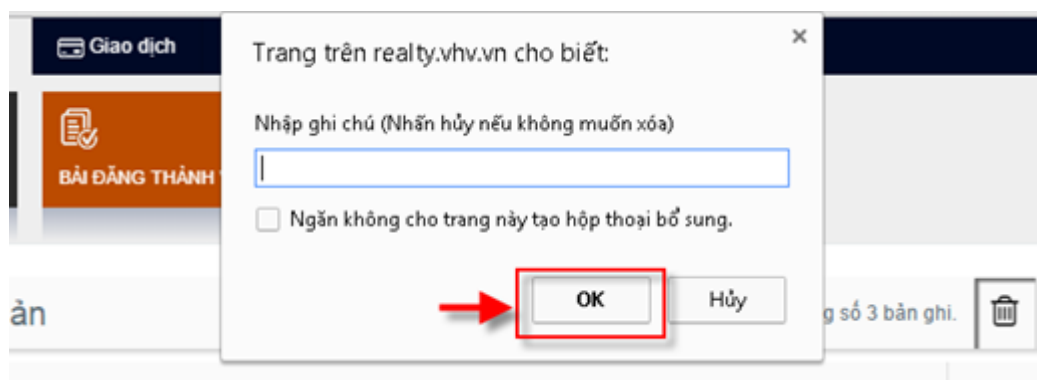 Giao dịch
Trang trên realty.vhv.vn cho biết:
×
Nhập ghi chú (Nhấn hủy nếu không muốn xóa)
BÀI ĐĂNG THÀNH
Ngăn không cho trang này tạo hộp thoại bổ sung.
OK
Hủy
ản
g số 3 bản ghi.